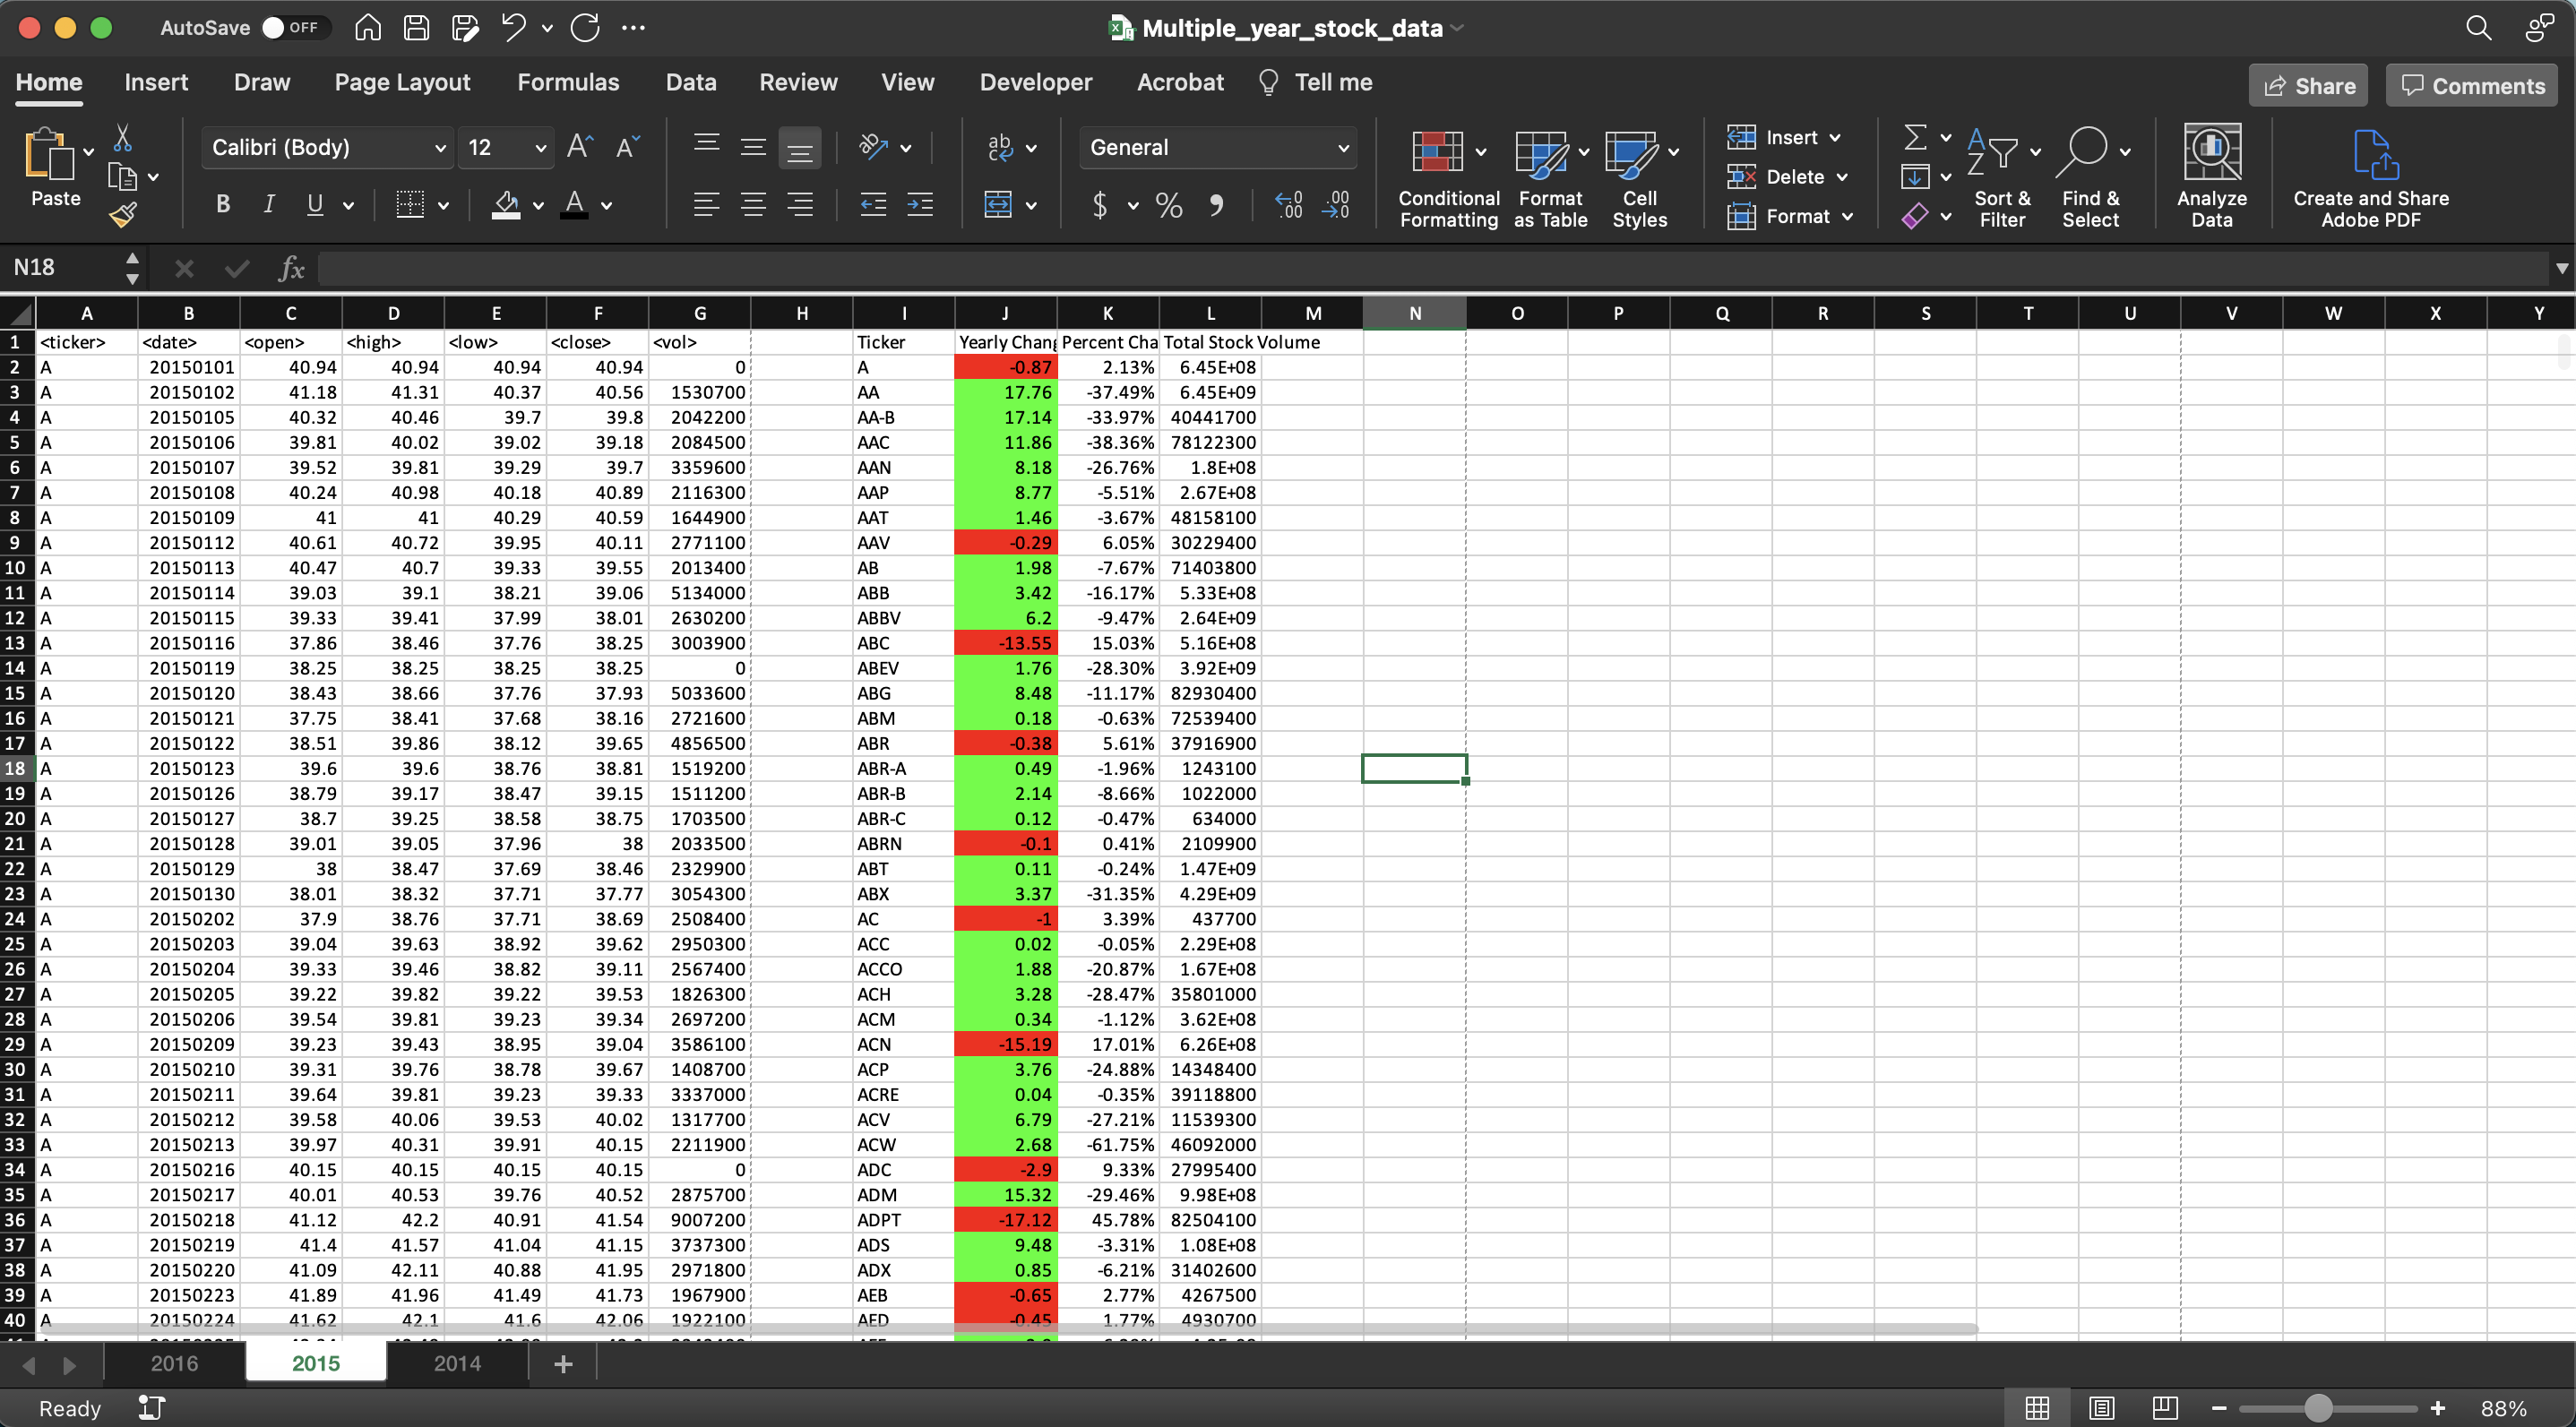 AutoSave OFF Multiple_year_stock_data
Home Insert Draw Page Layout Formulas Data Review View Developer Acrobat Tell me Share Comments
Paste Calibri (Body) 12 General Conditional Formatting Format as Table Cell Styles Insert Delete Format Sort & Filter Find & Select Analyze Data Create and Share Adobe PDF
N18 fx
A B C D E F G H I J K L M N O P Q R S T U V W X Y
1 <ticker> <date> <open> <high> <low> <close> <vol> Ticker Yearly Chang Percent Cha Total Stock Volume
2 A 20150101 40.94 40.94 40.94 40.94 0 A -0.87 2.13% 6.45E+08
3 A 20150102 41.18 41.31 40.37 40.56 1530700 AA 17.76 -37.49% 6.45E+09
4 A 20150105 40.32 40.46 39.7 39.8 2042200 AA-B 17.14 -33.97% 40441700
5 A 20150106 39.81 40.02 39.02 39.18 2084500 AAC 11.86 -38.36% 78122300
6 A 20150107 39.52 39.81 39.29 39.7 3359600 AAN 8.18 -26.76% 1.8E+08
7 A 20150108 40.24 40.98 40.18 40.89 2116300 AAP 8.77 -5.51% 2.67E+08
8 A 20150109 41 41 40.29 40.59 1644900 AAT 1.46 -3.67% 48158100
9 A 20150112 40.61 40.72 39.95 40.11 2771100 AAV -0.29 6.05% 30229400
10 A 20150113 40.47 40.7 39.33 39.55 2013400 AB 1.98 -7.67% 71403800
11 A 20150114 39.03 39.1 38.21 39.06 5134000 ABB 3.42 -16.17% 5.33E+08
12 A 20150115 39.33 39.41 37.99 38.01 2630200 ABBV 6.2 -9.47% 2.64E+09
13 A 20150116 37.86 38.46 37.76 38.25 3003900 ABC -13.55 15.03% 5.16E+08
14 A 20150119 38.25 38.25 38.25 38.25 0 ABEV 1.76 -28.30% 3.92E+09
15 A 20150120 38.43 38.66 37.76 37.93 5033600 ABG 8.48 -11.17% 82930400
16 A 20150121 37.75 38.41 37.68 38.16 2721600 ABM 0.18 -0.63% 72539400
17 A 20150122 38.51 39.86 38.12 39.65 4856500 ABR -0.38 5.61% 37916900
18 A 20150123 39.6 39.6 38.76 38.81 1519200 ABR-A 0.49 -1.96% 1243100
19 A 20150126 38.79 39.17 38.47 39.15 1511200 ABR-B 2.14 -8.66% 1022000
20 A 20150127 38.7 39.25 38.58 38.75 1703500 ABR-C 0.12 -0.47% 634000
21 A 20150128 39.01 39.05 37.96 38 2033500 ABRN -0.1 0.41% 2109900
22 A 20150129 38 38.47 37.69 38.46 2329900 ABT 0.11 -0.24% 1.47E+09
23 A 20150130 38.01 38.32 37.71 37.77 3054300 ABX 3.37 -31.35% 4.29E+09
24 A 20150202 37.9 38.76 37.71 38.69 2508400 AC -1 3.39% 437700
25 A 20150203 39.04 39.63 38.92 39.62 2950300 ACC 0.02 -0.05% 2.29E+08
26 A 20150204 39.33 39.46 38.82 39.11 2567400 ACCO 1.88 -20.87% 1.67E+08
27 A 20150205 39.22 39.82 39.22 39.53 1826300 ACH 3.28 -28.47% 35801000
28 A 20150206 39.54 39.81 39.23 39.34 2697200 ACM 0.34 -1.12% 3.62E+08
29 A 20150209 39.23 39.43 38.95 39.04 3586100 ACN -15.19 17.01% 6.26E+08
30 A 20150210 39.31 39.76 38.78 39.67 1408700 ACP 3.76 -24.88% 14348400
31 A 20150211 39.64 39.81 39.23 39.33 3337000 ACRE 0.04 -0.35% 39118800
32 A 20150212 39.58 40.06 39.53 40.02 1317700 ACV 6.79 -27.21% 11539300
33 A 20150213 39.97 40.31 39.91 40.15 2211900 ACW 2.68 -61.75% 46092000
34 A 20150216 40.15 40.15 40.15 40.15 0 ADC -2.9 9.33% 27995400
35 A 20150217 40.01 40.53 39.76 40.52 2875700 ADM 15.32 -29.46% 9.98E+08
36 A 20150218 41.12 42.2 40.91 41.54 9007200 ADPT -17.12 45.78% 82504100
37 A 20150219 41.4 41.57 41.04 41.15 3737300 ADS 9.48 -3.31% 1.08E+08
38 A 20150220 41.09 42.11 40.88 41.95 2971800 ADX 0.85 -6.21% 31402600
39 A 20150223 41.89 41.96 41.49 41.73 1967900 AEB -0.65 2.77% 4267500
40 A 20150224 41.62 42.1 41.6 42.06 1922100 AED -0.45 1.77% 4930700
2016 2015 2014 +
Ready 88%